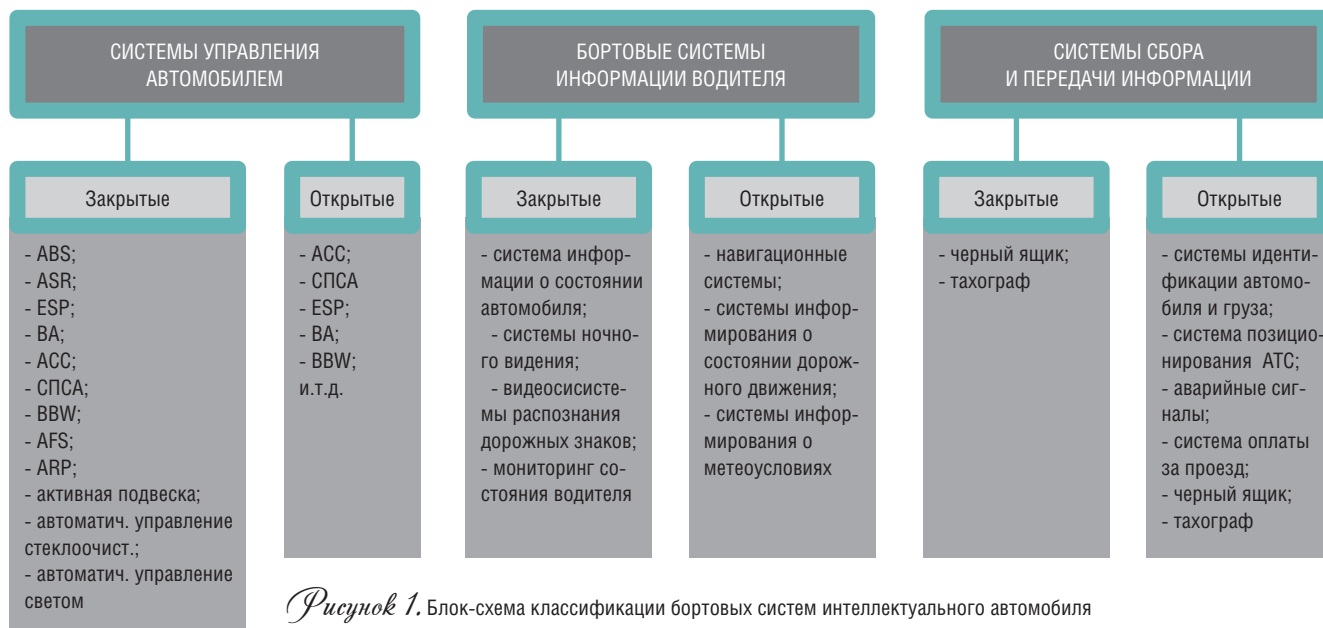 СИСТЕМЫ УПРАВЛЕНИЯ
АВТОМОБИЛЕМ
Закрытые
- ABS;
- ASR;
- ESP;
- BA;
- ACC;
- СПСА;
- BBW;
- AFS;
- ARP;
- активная подвеска;
- автоматич. управление
стеклоочист.;
- автоматич. управление
светом
Открытые
- ACC;
- СПСА
- ESP;
- BA;
- BBW;
и.т.д.
БОРТОВЫЕ СИСТЕМЫ
ИНФОРМАЦИИ ВОДИТЕЛЯ
Закрытые
- система инфор-
мации о состоянии
автомобиля;
- системы ночно-
го видения;
- видеосисисте-
мы распознания
дорожных знаков;
- мониторинг со-
стояния водителя
Открытые
- навигационные
системы;
- системы инфор-
мирования о
состоянии дорож-
ного движения;
- системы инфор-
мирования о
метеоусловиях
СИСТЕМЫ СБОРА
И ПЕРЕДАЧИ ИНФОРМАЦИИ
Закрытые
- черный ящик;
- тахограф
Открытые
- системы иденти-
фикации автомо-
биля и груза;
- система позицио-
нирования АТС;
- аварийные сиг-
налы;
- система оплаты
за проезд;
- черный ящик;
- тахограф
Рисунок 1. Блок-схема классификации бортовых систем интеллектуального автомобиля